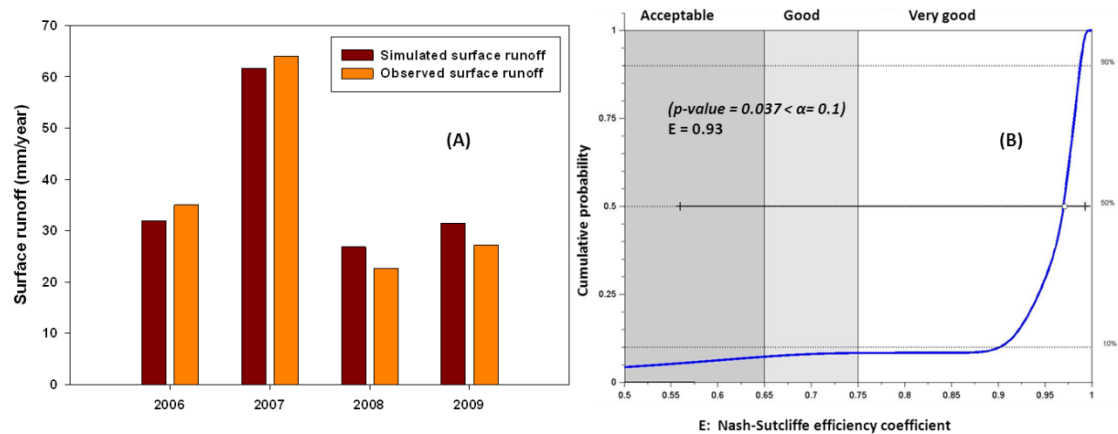 70
60
50
40
30
20
10
0
Surface runoff (mm/year)
Simulated surface runoff
Observed surface runoff
(A)
2006 2007 2008 2009
Acceptable Good Very good
1
0.75
0.5
0.25
0
Cumulative probability
(p-value = 0.037 < α= 0.1)
E = 0.93
(B)
90%
50%
10%
0.5 0.55 0.6 0.65 0.7 0.75 0.8 0.85 0.9 0.95 1
E: Nash-Sutcliffe efficiency coefficient